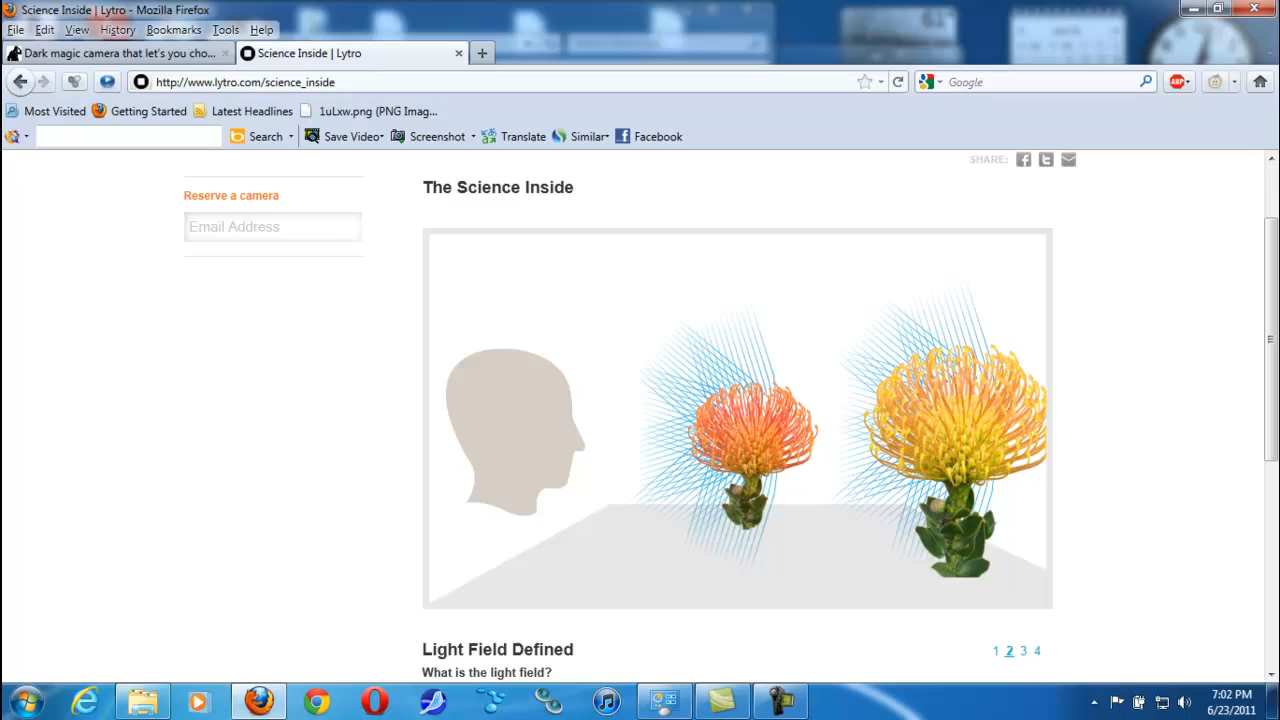 Science Inside | Lytro - Mozilla Firefox
File Edit View History Bookmarks Tools Help
Dark magic camera that let's you cho...
Science Inside | Lytro
http://www.lytro.com/science_inside
Google
ABP
Most Visited Getting Started Latest Headlines 1uLxw.png (PNG Imag...
Search Save Video Screenshot Translate Similar Facebook
SHARE:
Reserve a camera
Email Address
The Science Inside
Light Field Defined
1 2 3 4
What is the light field?
7:02 PM
6/23/2011